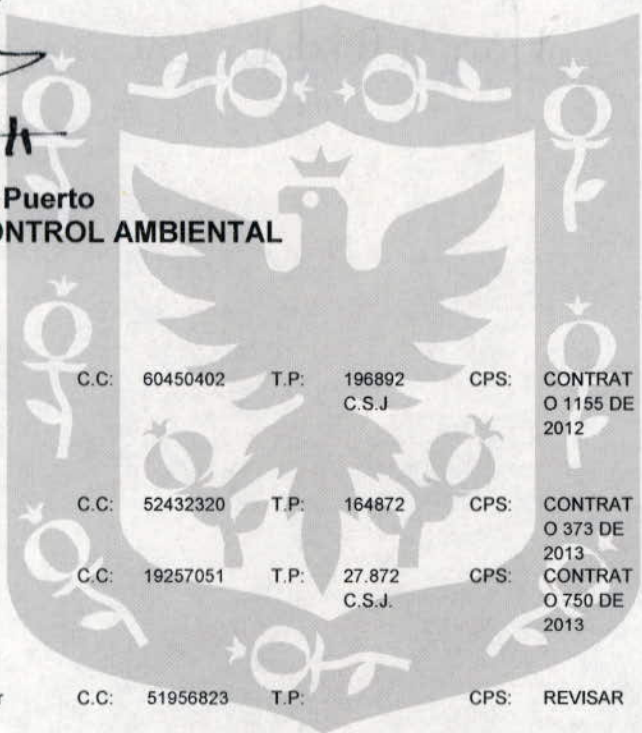 Puerto
ONTROL AMBIENTAL
C.C: 60450402 T.P: 196892 CPS: CONTRAT
C.S.J O 1155 DE
2012
C.C: 52432320 T.P: 164872 CPS: CONTRAT
O 373 DE
2013
C.C: 19257051 T.P: 27.872 CPS: CONTRAT
C.S.J. O 750 DE
2013
r C.C: 51956823 T.P: CPS: REVISAR